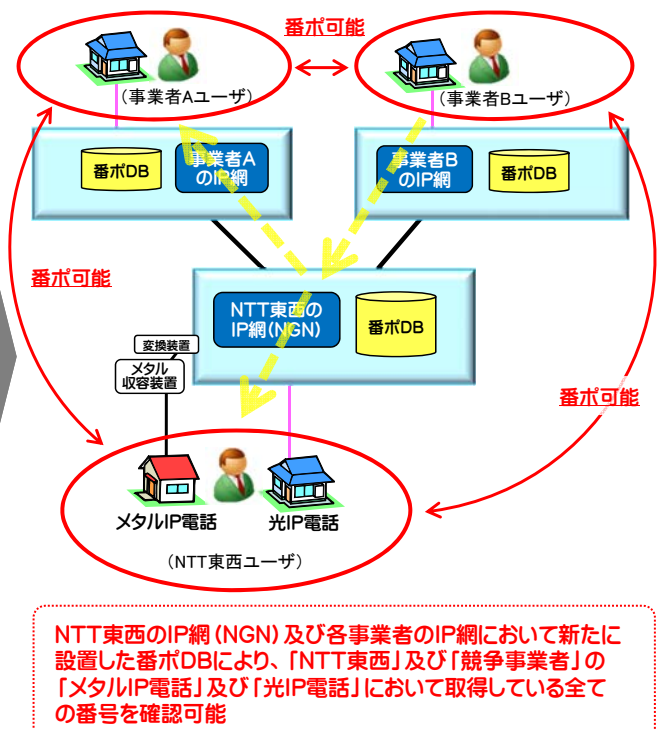 番ポ可能
(事業者Aユーザ)
(事業者Bユーザ)
番ポDB
事業者A
のIP網
事業者B
のIP網
番ポDB
番ポ可能
NTT東西の
IP網(NGN)
番ポDB
変換装置
メタル
収容装置
番ポ可能
メタルIP電話
光IP電話
(NTT東西ユーザ)
NTT東西のIP網(NGN)及び各事業者のIP網において新たに
設置した番ポDBにより、「NTT東西」及び「競争事業者」の
「メタルIP電話」及び「光IP電話」において取得している全て
の番号を確認可能